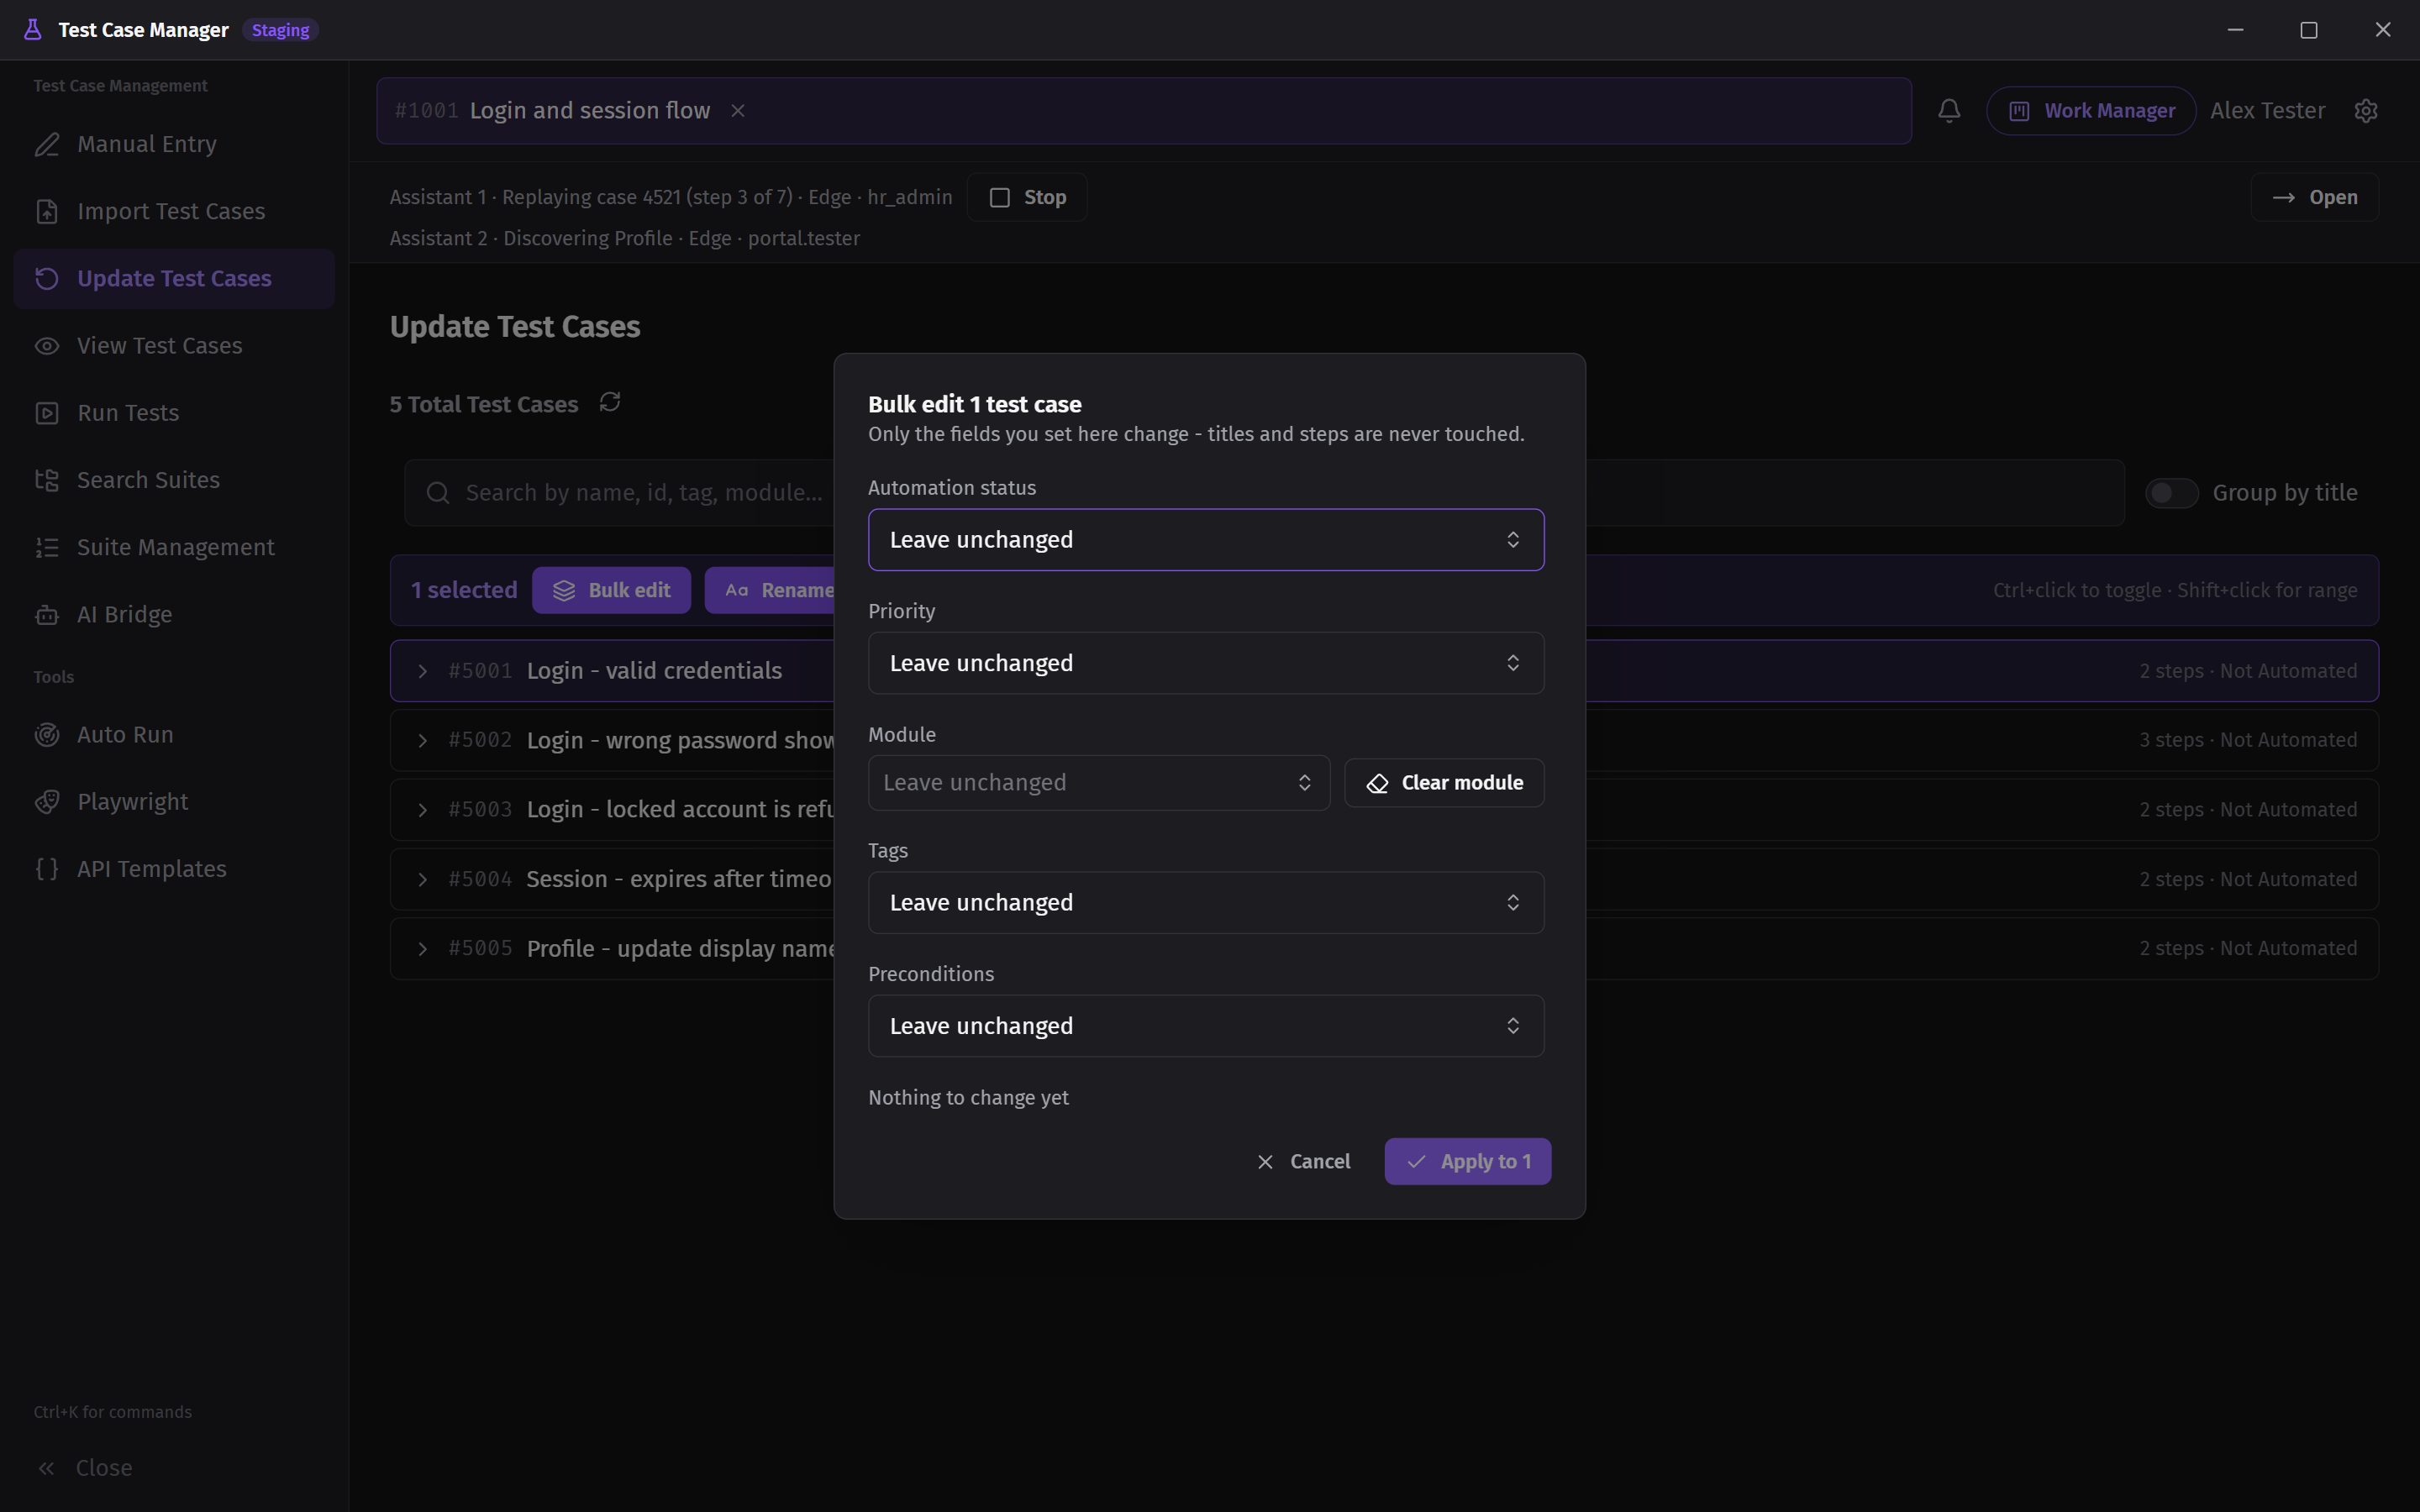 Test Case Manager Staging
Test Case Management
Manual Entry
Import Test Cases
Update Test Cases
View Test Cases
Run Tests
Search Suites
Suite Management
AI Bridge
Tools
Auto Run
Playwright
API Templates
Ctrl+K for commands
Close
#1001 Login and session flow
Work Manager
Alex Tester
Assistant 1 · Replaying case 4521 (step 3 of 7) · Edge · hr_admin
Stop
Open
Assistant 2 · Discovering Profile · Edge · portal.tester
Update Test Cases
5 Total Test Cases
Search by name, id, tag, module...
Group by title
1 selected
Bulk edit
Aa Rename
Ctrl+click to toggle · Shift+click for range
#5001 Login - valid credentials
2 steps · Not Automated
#5002 Login - wrong password
3 steps · Not Automated
#5003 Login - locked account is
2 steps · Not Automated
#5004 Session - expires after
2 steps · Not Automated
#5005 Profile - update display name
2 steps · Not Automated
Bulk edit 1 test case
Only the fields you set here change - titles and steps are never touched.
Automation status
Leave unchanged
Priority
Leave unchanged
Module
Leave unchanged
Clear module
Tags
Leave unchanged
Preconditions
Leave unchanged
Nothing to change yet
Cancel
Apply to 1